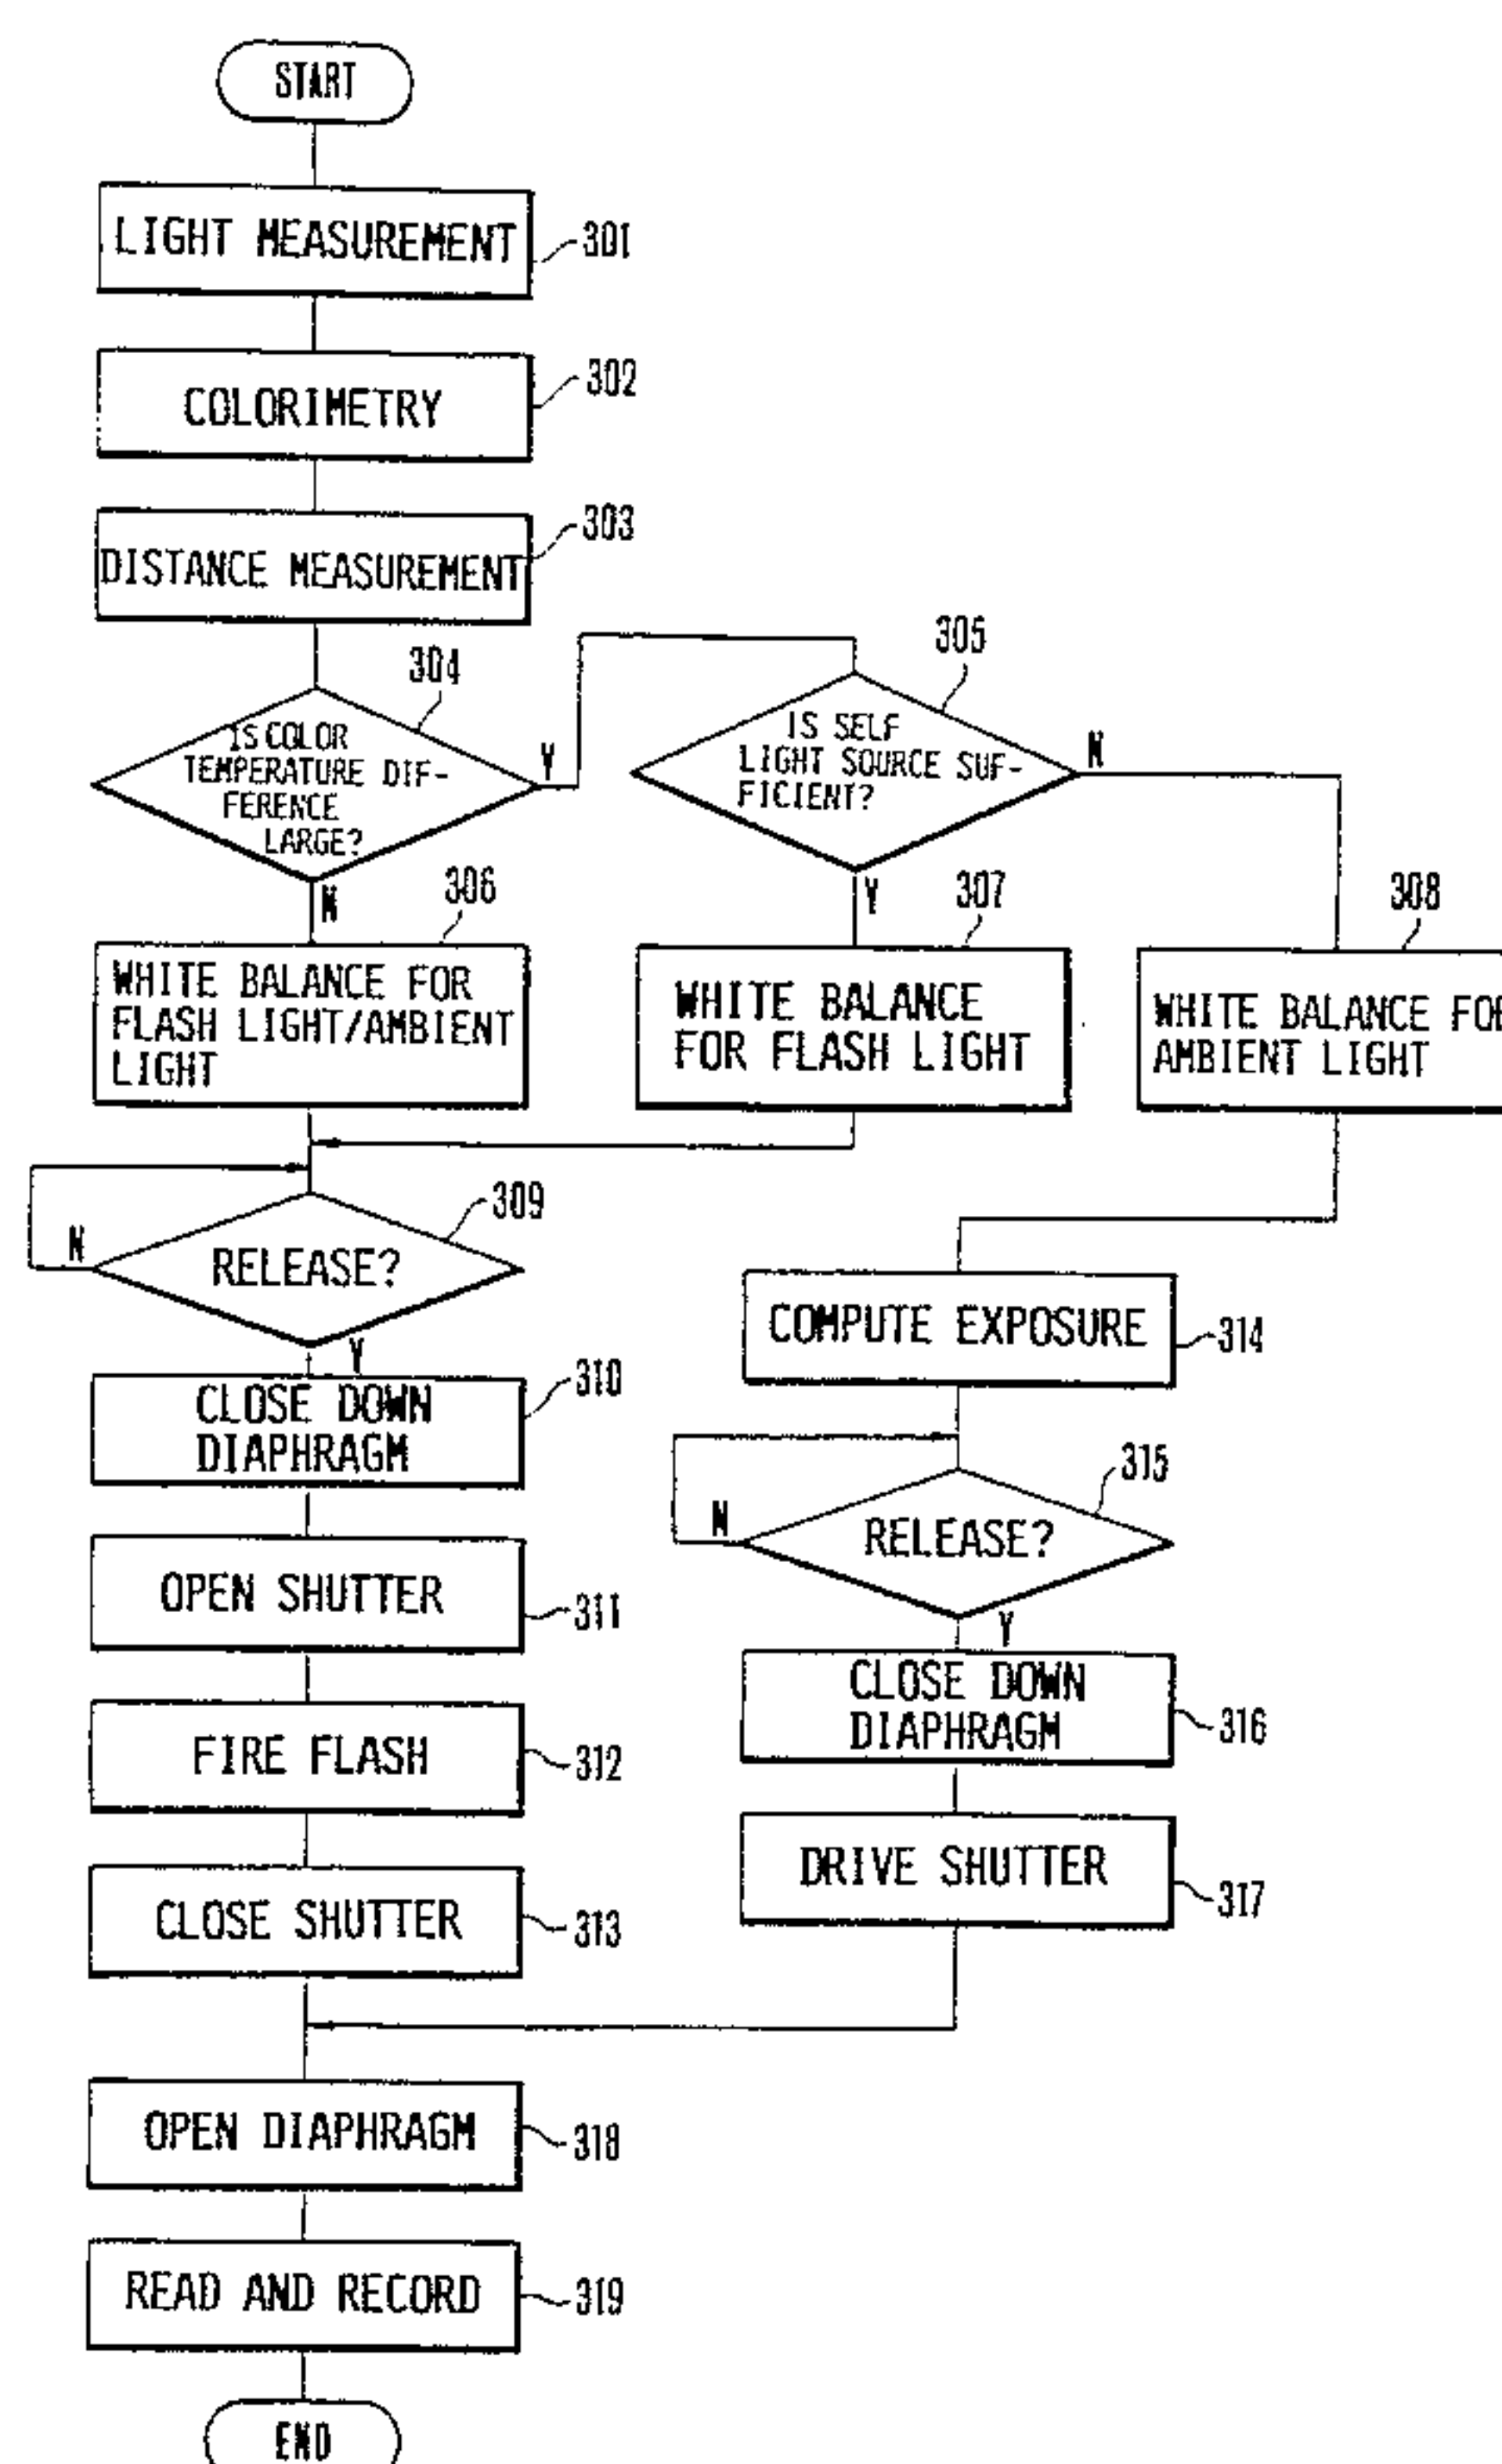 START
LIGHT MEASUREMENT
301
COLORIMETRY
302
DISTANCE MEASUREMENT
303
304
IS COLOR
TEMPERATURE DIF-
FERENCE
LARGE?
Y
N
305
IS SELF
LIGHT SOURCE SUF-
FICIENT?
N
Y
306
WHITE BALANCE FOR
FLASH LIGHT/AMBIENT
LIGHT
307
WHITE BALANCE
FOR FLASH LIGHT
308
WHITE BALANCE FOR
AMBIENT LIGHT
309
RELEASE?
N
Y
310
CLOSE DOWN
DIAPHRAGM
OPEN SHUTTER
311
FIRE FLASH
312
CLOSE SHUTTER
313
COMPUTE EXPOSURE
314
315
RELEASE?
N
Y
CLOSE DOWN
DIAPHRAGM
316
DRIVE SHUTTER
317
OPEN DIAPHRAGM
318
READ AND RECORD
319
END